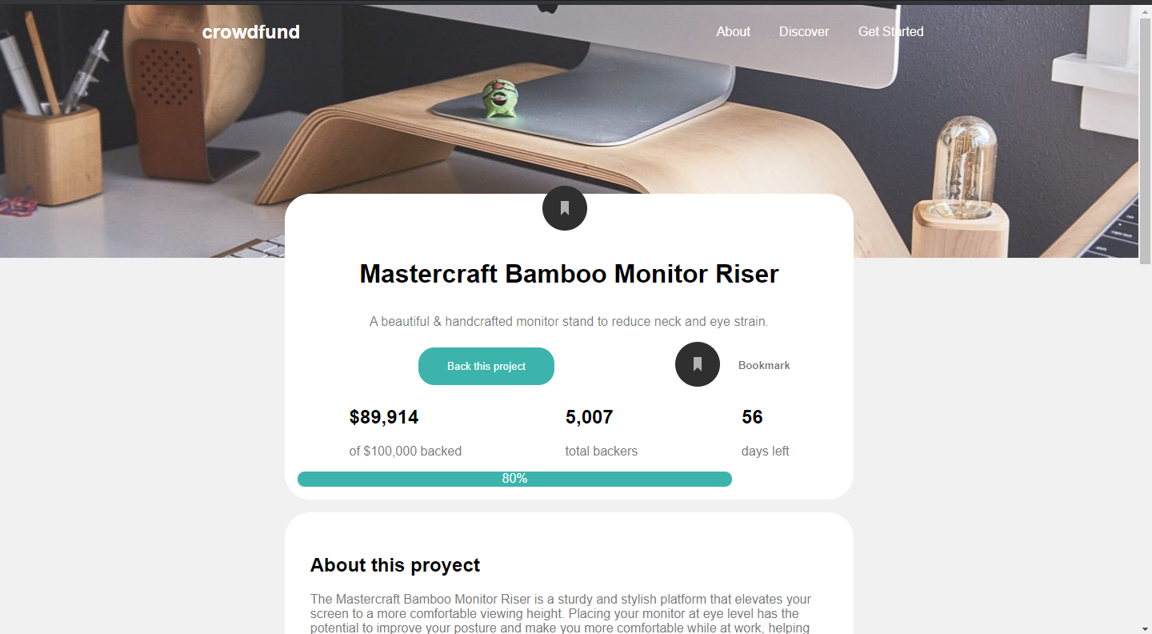 crowdfund
About Discover Get Started
Mastercraft Bamboo Monitor Riser
A beautiful & handcrafted monitor stand to reduce neck and eye strain.
Back this project Bookmark
$89,914 5,007 56
of $100,000 backed total backers days left
80%
About this proyect
The Mastercraft Bamboo Monitor Riser is a sturdy and stylish platform that elevates your
screen to a more comfortable viewing height. Placing your monitor at eye level has the
potential to improve your posture and make you more comfortable while at work, helping